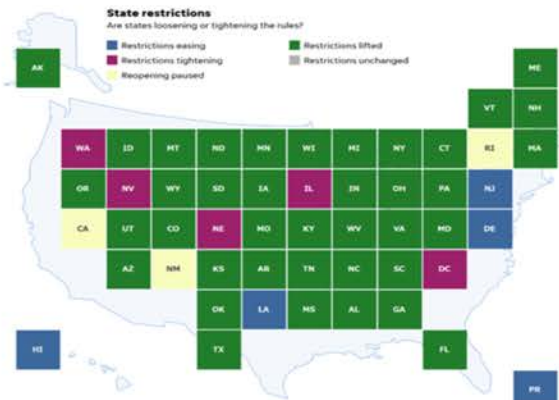 State restrictions
Are states loosening or tightening the rules?
Restrictions easing Restrictions lifted
Restrictions tightening Restrictions unchanged
Reopening paused
AK ME
VT NH
WA ID MT ND MN WI MI NY CT RI MA
OR NV WY SD IA IL IN OH PA NJ
CA UT CO NE MO KY WV VA MD DE
AZ NM KS AR TN NC SC DC
OK LA MS AL GA
HI TX FL
PR